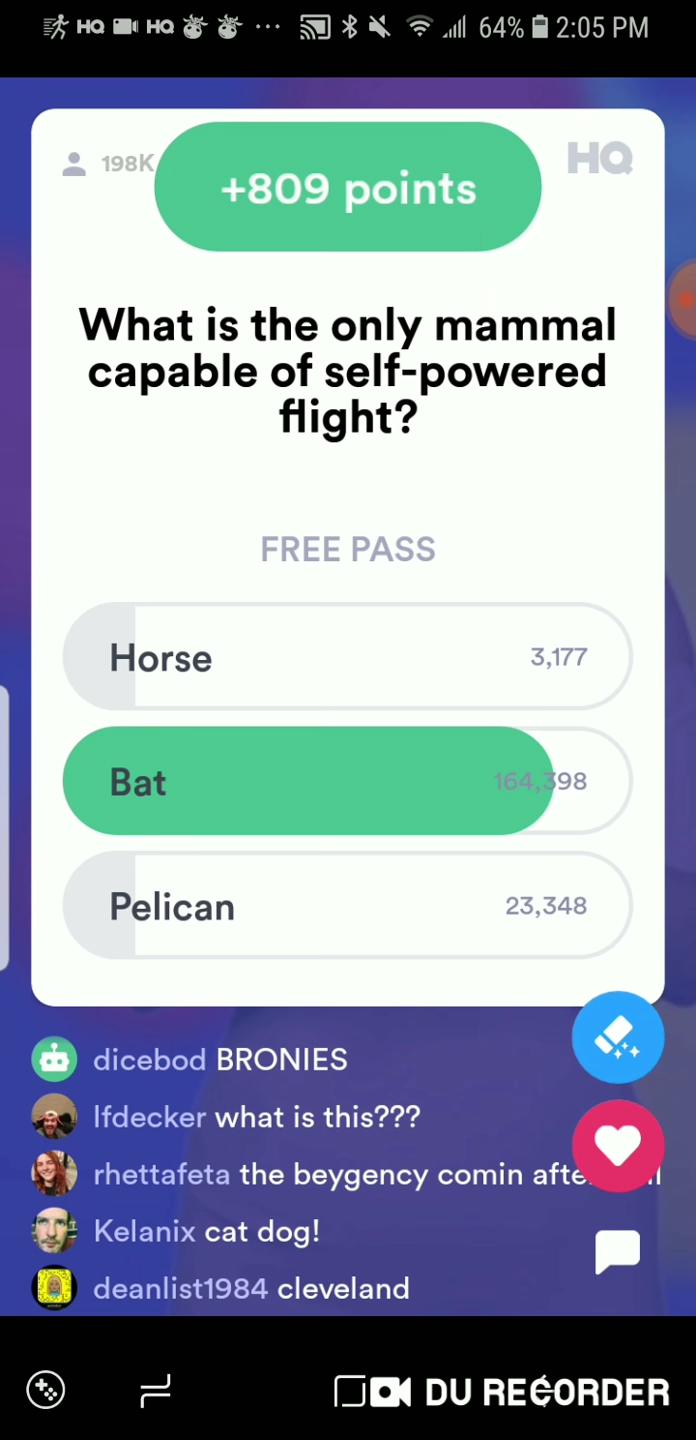 HQ HQ 64% 2:05 PM
198K +809 points HQ
What is the only mammal
capable of self-powered
flight?
FREE PASS
Horse 3,177
Bat 164,398
Pelican 23,348
dicebod BRONIES
lfdecker what is this???
rhettafeta the beygency comin
Kelanix cat dog!
deanlist1984 cleveland
DU RECORDER